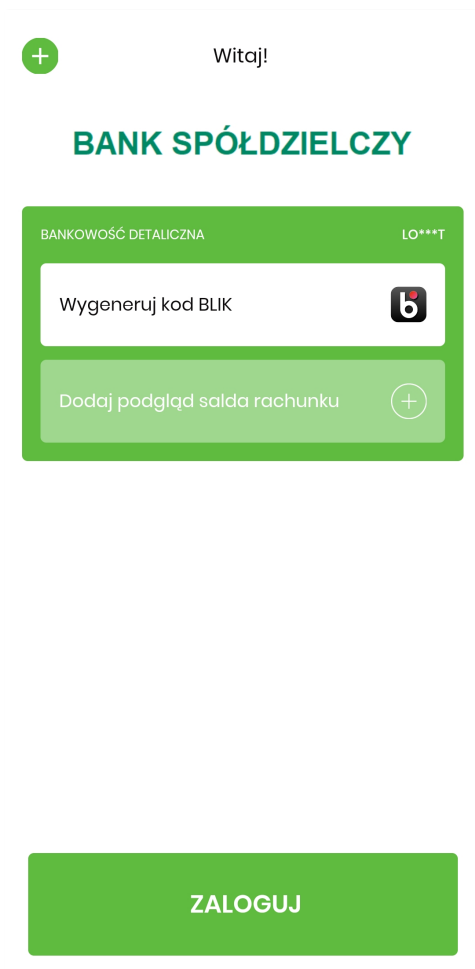 Witaj!
BANK SPÓŁDZIELCZY
BANKOWOŚĆ DETALICZNA LO***T
Wygeneruj kod BLIK
Dodaj podgląd salda rachunku
ZALOGUJ